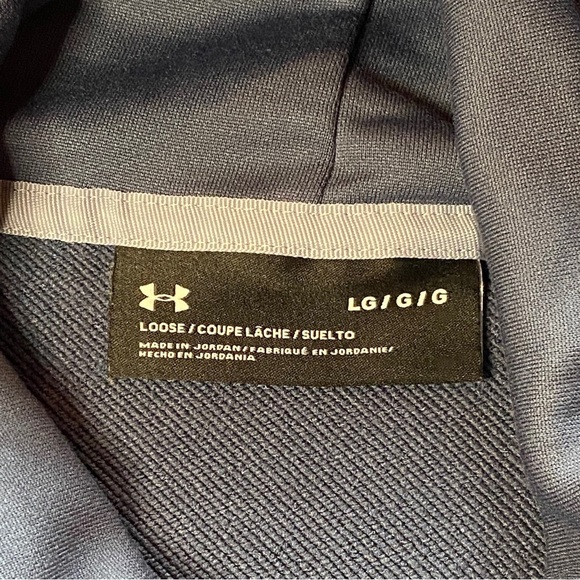 LG/G/G
LOOSE/COUPE LÂCHE/SUELTO
MADE IN JORDAN/FABRIQUÉ EN JORDANIE/
HECHO EN JORDANIA